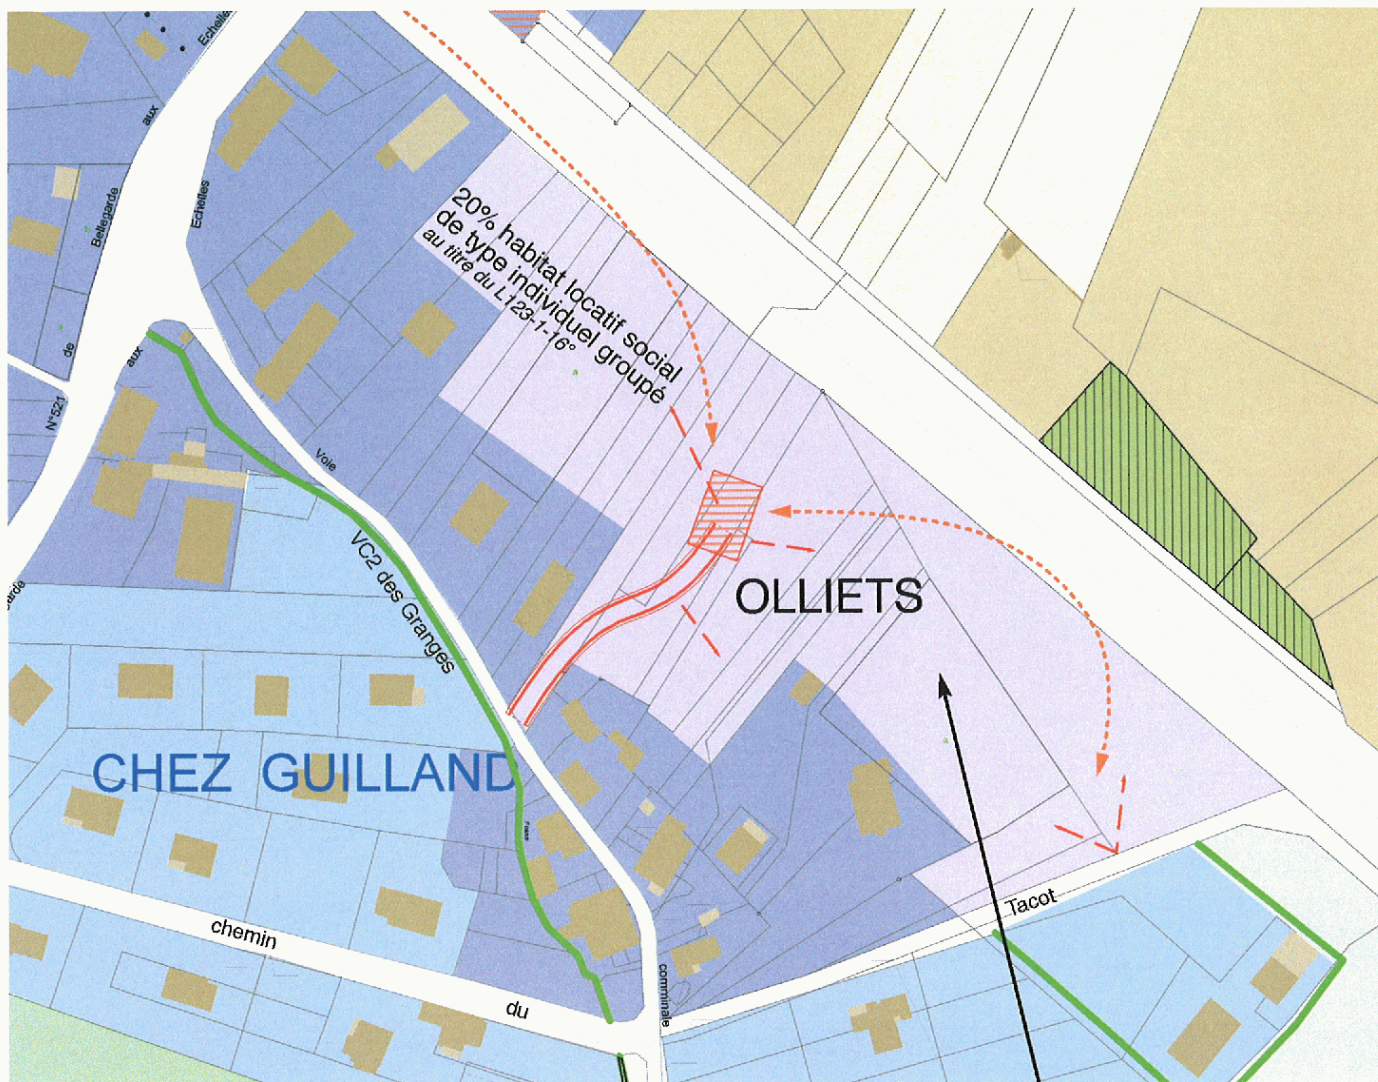 Echelles
aux
Bellegarde
Echelles
de
aux
N°521
20% habitat locatif social
de type individuel groupé
au titre du L123-1-16°
Voie
VC2 des Granges
OLLIETS
CHEZ GUILLAND
Tacot
chemin
du
comminale